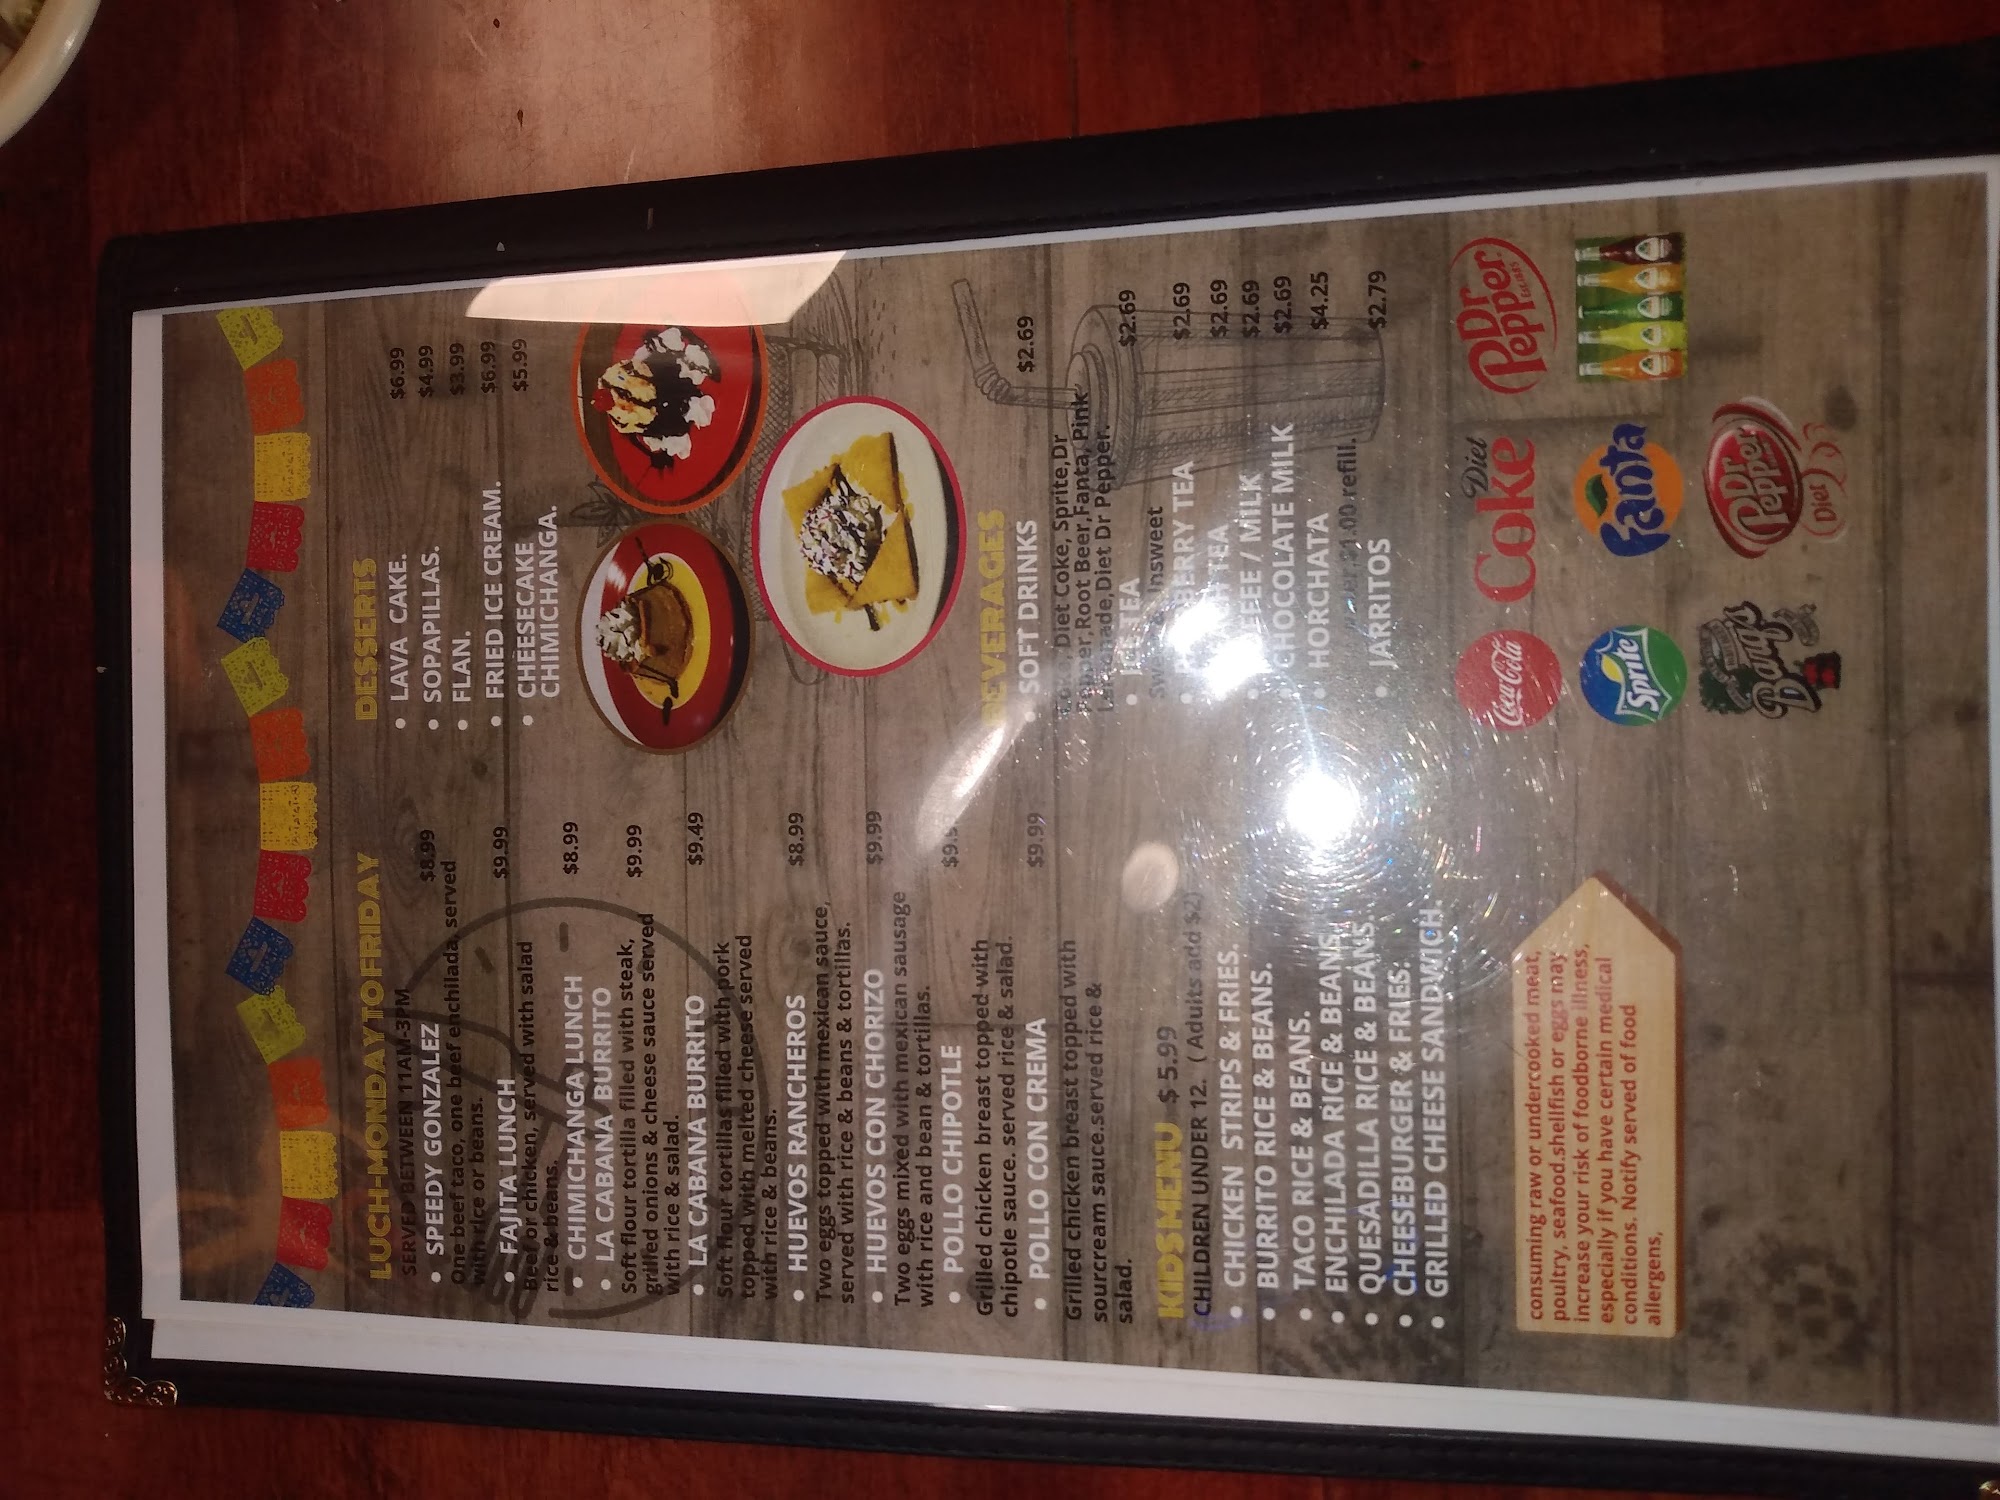 LUCH-MONDAY TO FRIDAY
SERVED BETWEEN 11AM-3PM
• SPEEDY GONZALEZ $8.99
One beef taco, one beef enchilada, served
with rice or beans.
• FAJITA LUNCH $9.99
Beef or chicken, served with salad
rice & beans.
• CHIMICHANGA LUNCH $8.99
• LA CABANA BURRITO $9.99
Soft flour tortilla filled with steak,
grilled onions & cheese sauce served
with rice & salad.
• LA CABANA BURRITO $9.49
Soft flour tortillas filled with pork
topped with melted cheese served
with rice & beans.
• HUEVOS RANCHEROS $8.99
Two eggs topped with mexican sauce,
served with rice & beans & tortillas.
• HUEVOS CON CHORIZO $9.99
Two eggs mixed with mexican sausage
with rice and bean & tortillas.
• POLLO CHIPOTLE
Grilled chicken breast topped with
chipotle sauce. served rice & salad.
• POLLO CON CREMA $9.99
Grilled chicken breast topped with
sourcream sauce.served rice &
salad.
KIDS MENU $ 5.99
CHILDREN UNDER 12. ( Aduits add $2)
• CHICKEN STRIPS & FRIES.
• BURRITO RICE & BEANS.
• TACO RICE & BEANS.
• ENCHILADA RICE & BEANS.
• QUESADILLA RICE & BEANS.
• CHEESEBURGER & FRIES.
• GRILLED CHEESE SANDWICH.
consuming raw or undercooked meat,
poultry, seafood.shellfish or eggs may
increase your risk of foodborne illness,
especially if you have certain medical
conditions. Notify served of food
allergens,
DESSERTS
• LAVA CAKE. $6.99
• SOPAPILLAS. $4.99
• FLAN. $3.99
• FRIED ICE CREAM. $6.99
• CHEESECAKE $5.99
CHIMICHANGA.
BEVERAGES
• SOFT DRINKS $2.69
Diet Coke, Sprite,Dr
Pepper,Root Beer,Fanta, Pink
Diet Dr Pepper.
• ICE TEA $2.69
TEA $2.69
TEA $2.69
/ MILK $2.69
• CHOCOLATE MILK $2.69
• HORCHATA $4.25
$1.00 refill.
• JARRITOS $2.79
Coca-Cola
Diet
Coke
Dr
Pepper
Sprite
Fanta
Barq's
Dr
Pepper
Diet